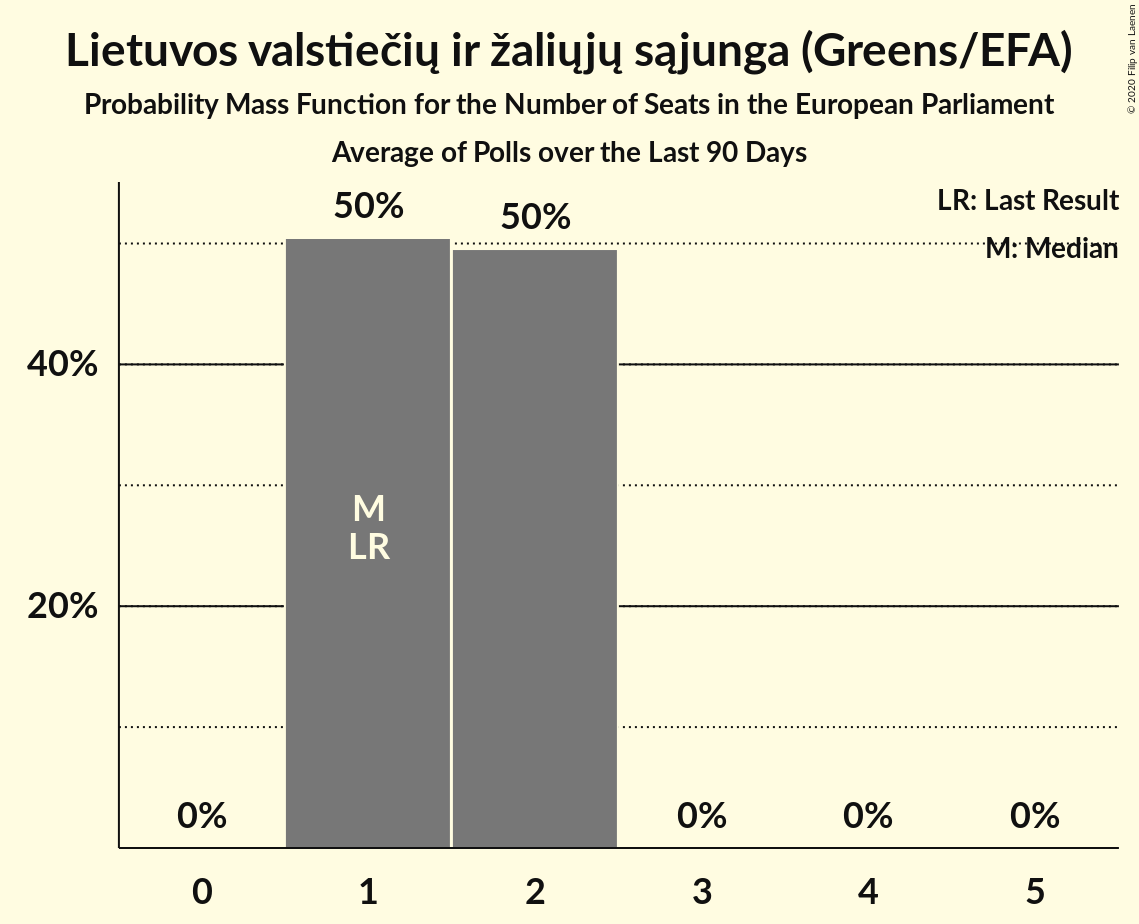 Lietuvos valstiečių ir žaliųjų sąjunga (Greens/EFA)
Probability Mass Function for the Number of Seats in the European Parliament
Average of Polls over the Last 90 Days
© 2020 Filip van Laenen
LR: Last Result
M: Median
50%
50%
40%
M
LR
20%
0%
0%
0%
0%
0 1 2 3 4 5